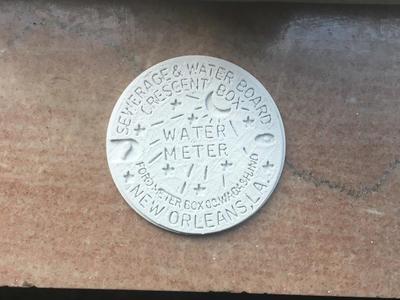 SEWERAGE & WATER BOARD
CRESCENT BOX
WATER
METER
FORD METER BOX CO. WABASH, IND
NEW ORLEANS, LA.